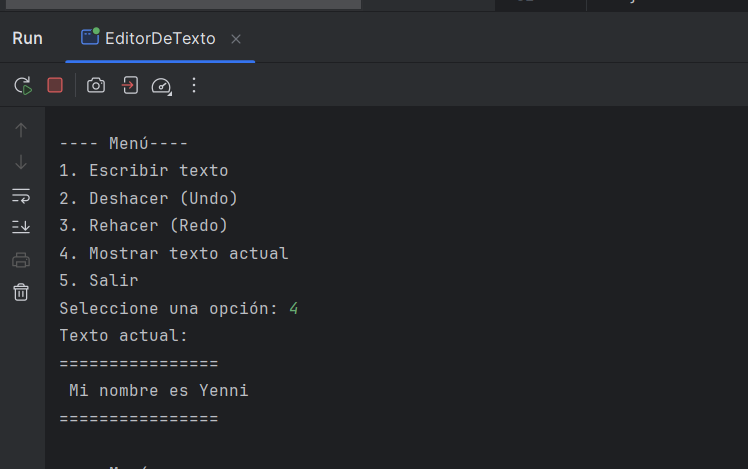 Run EditorDeTexto
---- Menú----
1. Escribir texto
2. Deshacer (Undo)
3. Rehacer (Redo)
4. Mostrar texto actual
5. Salir
Seleccione una opción: 4
Texto actual:
================
Mi nombre es Yenni
================